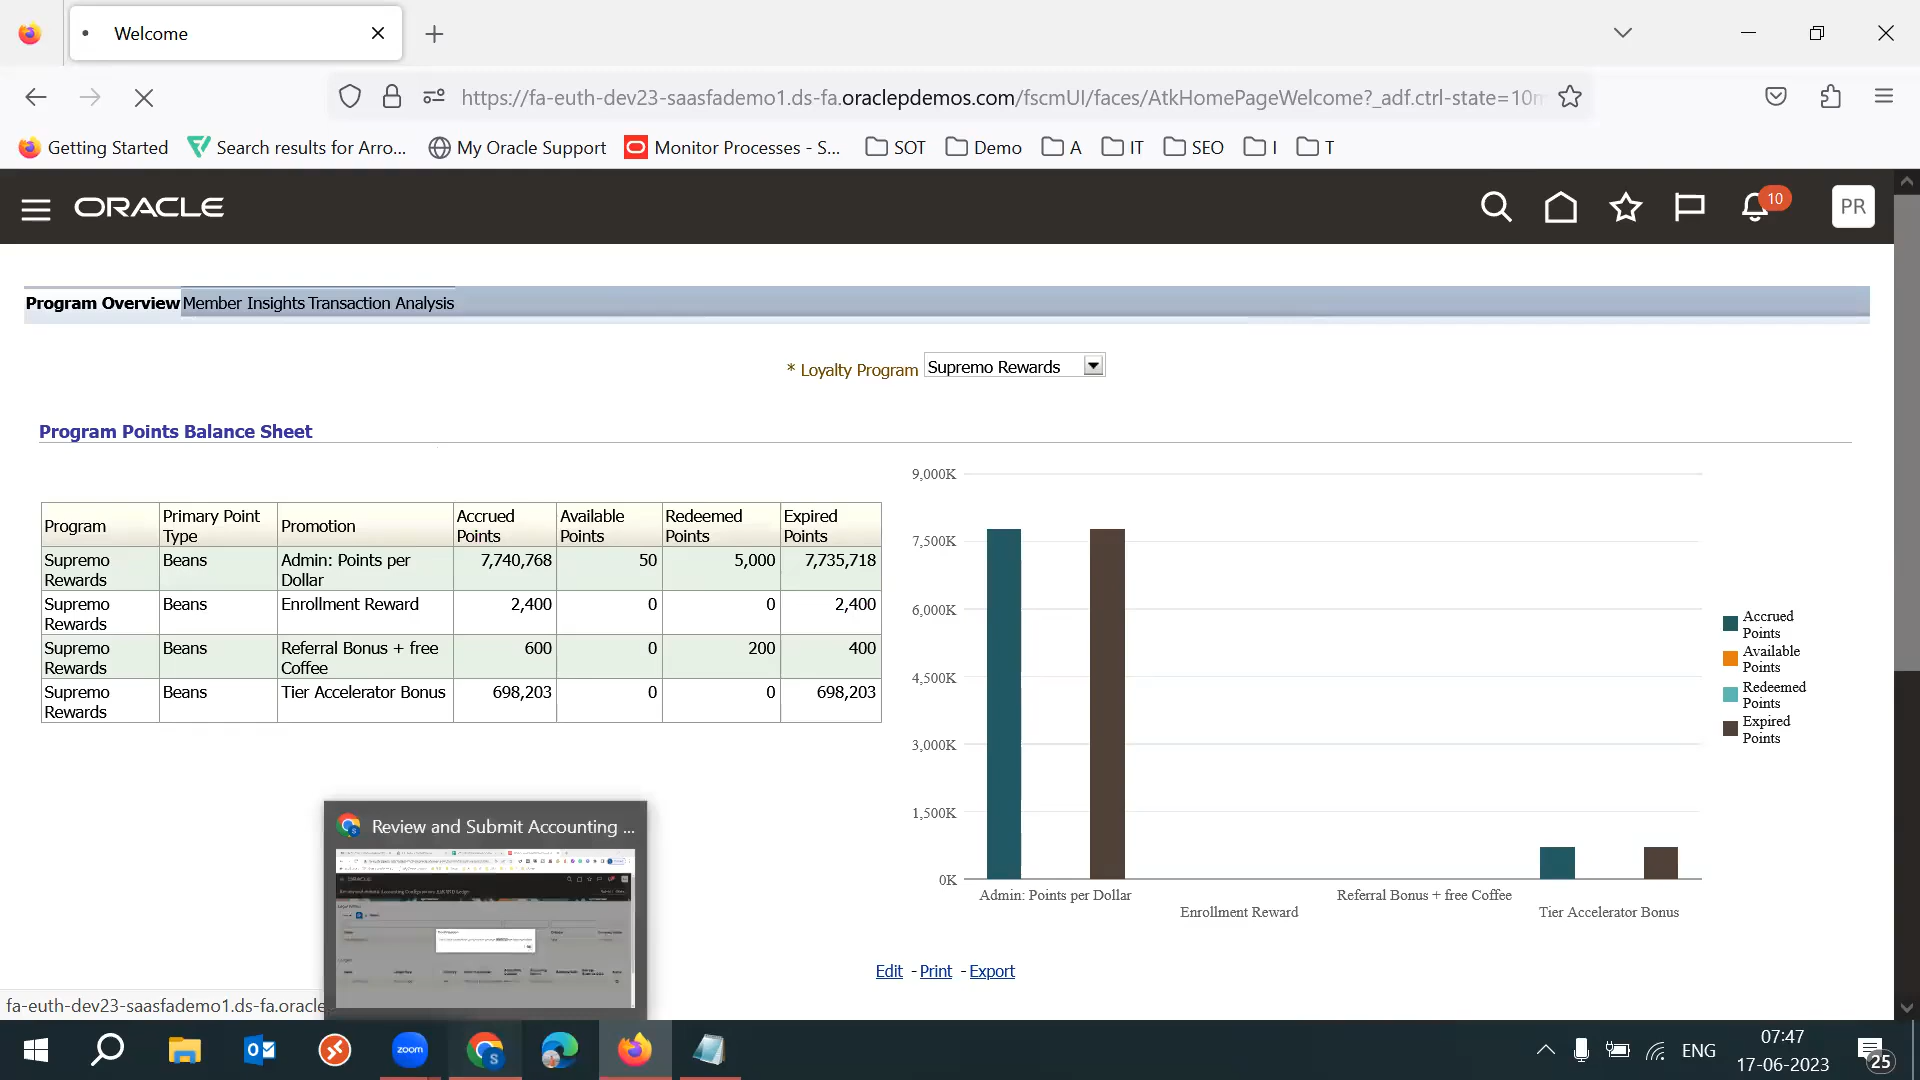 Welcome
https://fa-euth-dev23-saasfademo1.ds-fa.oraclepdemos.com/fscmUI/faces/AtkHomePageWelcome?_adf.ctrl-state=10m
Getting Started
Search results for Arro...
My Oracle Support
Monitor Processes - S...
SOT
Demo
A
IT
SEO
I
T
ORACLE
10
PR
Program Overview Member Insights Transaction Analysis
* Loyalty Program Supremo Rewards
Program Points Balance Sheet
Program
Primary Point
Type
Promotion
Accrued
Points
Available
Points
Redeemed
Points
Expired
Points
Supremo
Rewards
Beans
Admin: Points per
Dollar
7,740,768
50
5,000
7,735,718
Supremo
Rewards
Beans
Enrollment Reward
2,400
0
0
2,400
Supremo
Rewards
Beans
Referral Bonus + free
Coffee
600
0
200
400
Supremo
Rewards
Beans
Tier Accelerator Bonus
698,203
0
0
698,203
9,000K
7,500K
6,000K
4,500K
3,000K
1,500K
0K
Admin: Points per Dollar
Enrollment Reward
Referral Bonus + free Coffee
Tier Accelerator Bonus
Accrued
Points
Available
Points
Redeemed
Points
Expired
Points
Edit - Print - Export
Review and Submit Accounting ...
ORACLE
fa-euth-dev23-saasfademo1.ds-fa.oracle
zoom
S
ENG
07:47
17-06-2023
25